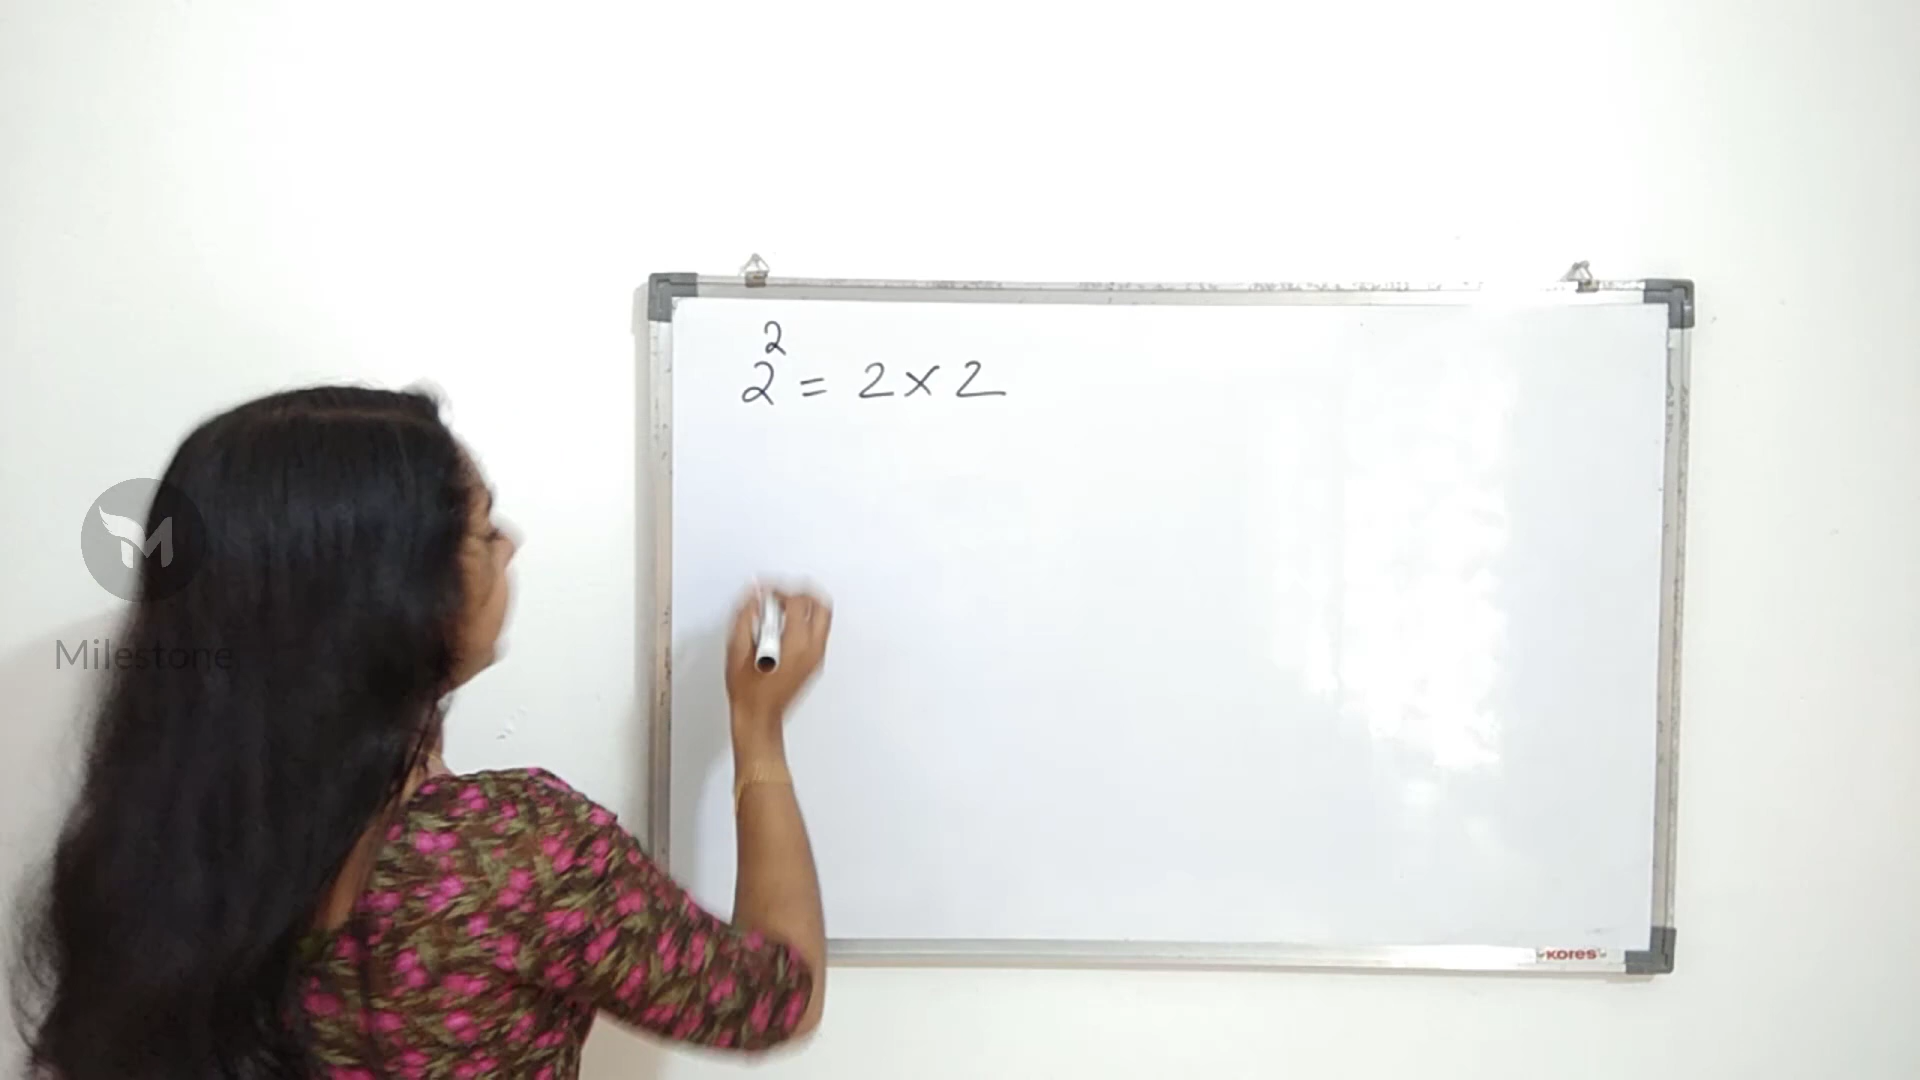 2² = 2 × 2
Milestone
Kores